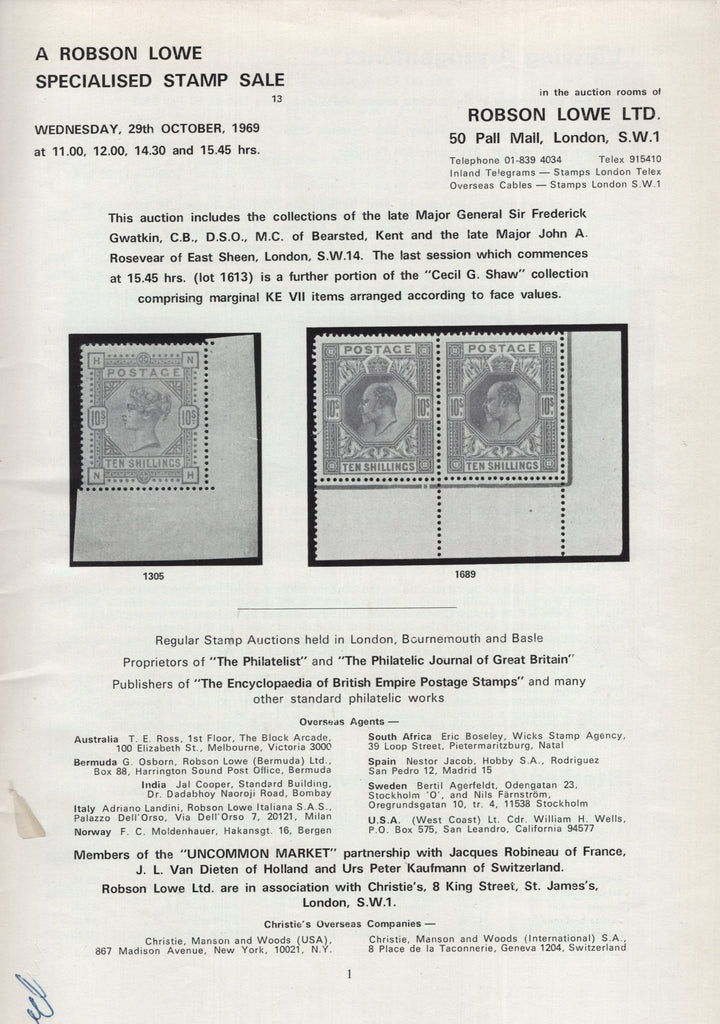 A ROBSON LOWE
SPECIALISED STAMP SALE
13
WEDNESDAY, 29th OCTOBER, 1969
at 11.00, 12.00, 14.30 and 15.45 hrs.
in the auction rooms of
ROBSON LOWE LTD.
50 Pall Mall, London, S.W.1
Telephone 01-839 4034 Telex 915410
Inland Telegrams — Stamps London Telex
Overseas Cables — Stamps London S.W.1
This auction includes the collections of the late Major General Sir Frederick
Gwatkin, C.B., D.S.O., M.C. of Bearsted, Kent and the late Major John A.
Rosevear of East Sheen, London, S.W.14. The last session which commences
at 15.45 hrs. (lot 1613) is a further portion of the "Cecil G. Shaw" collection
comprising marginal KE VII items arranged according to face values.
H N
POSTAGE
10S 10S
TEN SHILLINGS
N H
1305
POSTAGE POSTAGE
10S 10S 10S 10S
TEN SHILLINGS TEN SHILLINGS
1689
Regular Stamp Auctions held in London, Bournemouth and Basle
Proprietors of "The Philatelist" and "The Philatelic Journal of Great Britain"
Publishers of "The Encyclopaedia of British Empire Postage Stamps" and many
other standard philatelic works
Overseas Agents —
Australia T. E. Ross, 1st Floor, The Block Arcade,
100 Elizabeth St., Melbourne, Victoria 3000
Bermuda G. Osborn, Robson Lowe (Bermuda) Ltd.,
Box 88, Harrington Sound Post Office, Bermuda
India Jal Cooper, Standard Building,
Dr. Dadabhoy Naoroji Road, Bombay
Italy Adriano Landini, Robson Lowe Italiana S.A.S.,
Palazzo Dell'Orso, Via Dell'Orso 7, 20121, Milan
Norway F. C. Moldenhauer, Hakansgt. 16, Bergen
South Africa Eric Boseley, Wicks Stamp Agency,
39 Loop Street, Pietermaritzburg, Natal
Spain Nestor Jacob, Hobby S.A., Rodriguez
San Pedro 12, Madrid 15
Sweden Bertil Agerfeldt, Odengatan 23,
Stockholm 'O', and Nils Färnström,
Oregrundsgatan 10, tr. 4, 11538 Stockholm
U.S.A. (West Coast) Lt. Cdr. William H. Wells,
P.O. Box 575, San Leandro, California 94577
Members of the "UNCOMMON MARKET" partnership with Jacques Robineau of France,
J. L. Van Dieten of Holland and Urs Peter Kaufmann of Switzerland.
Robson Lowe Ltd. are in association with Christie's, 8 King Street, St. James's,
London, S.W.1.
Christie's Overseas Companies —
Christie, Manson and Woods (USA),
867 Madison Avenue, New York, 10021, N.Y.
Christie, Manson and Woods (International) S.A.,
8 Place de la Taconnerie, Geneva 1204, Switzerland
1